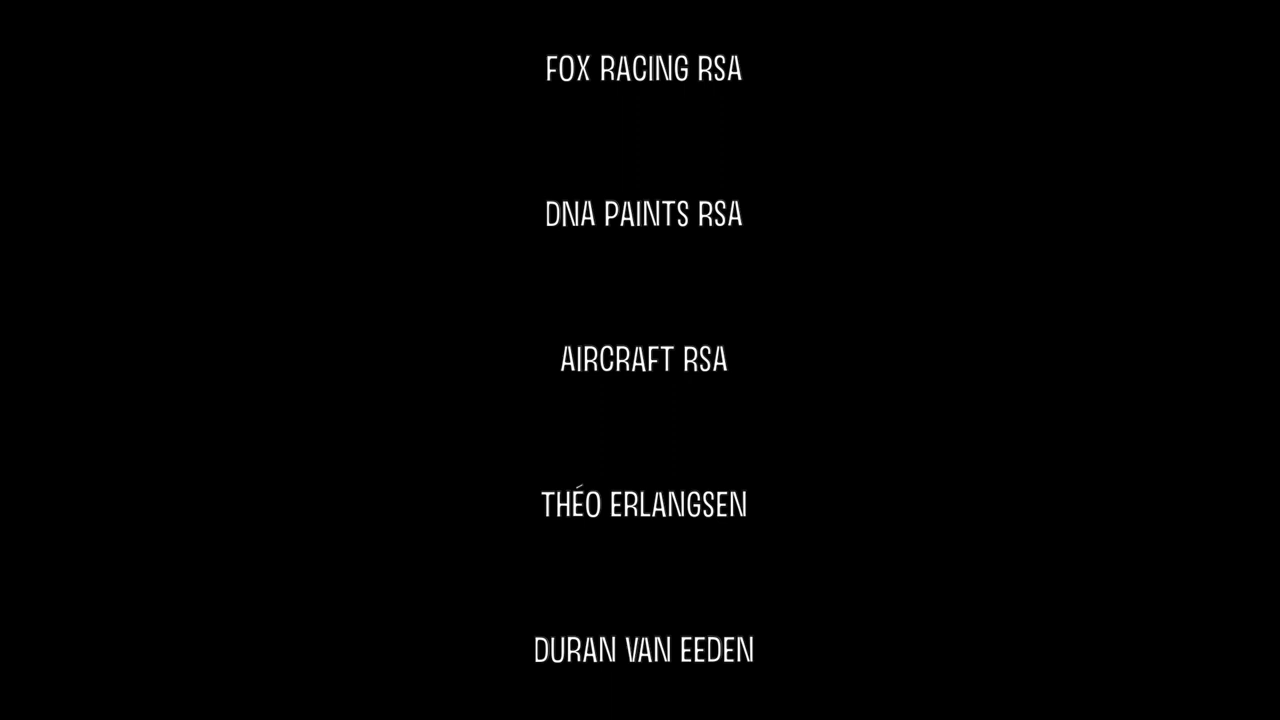 FOX RACING RSA
DNA PAINTS RSA
AIRCRAFT RSA
THÉO ERLANGSEN
DURAN VAN EEDEN